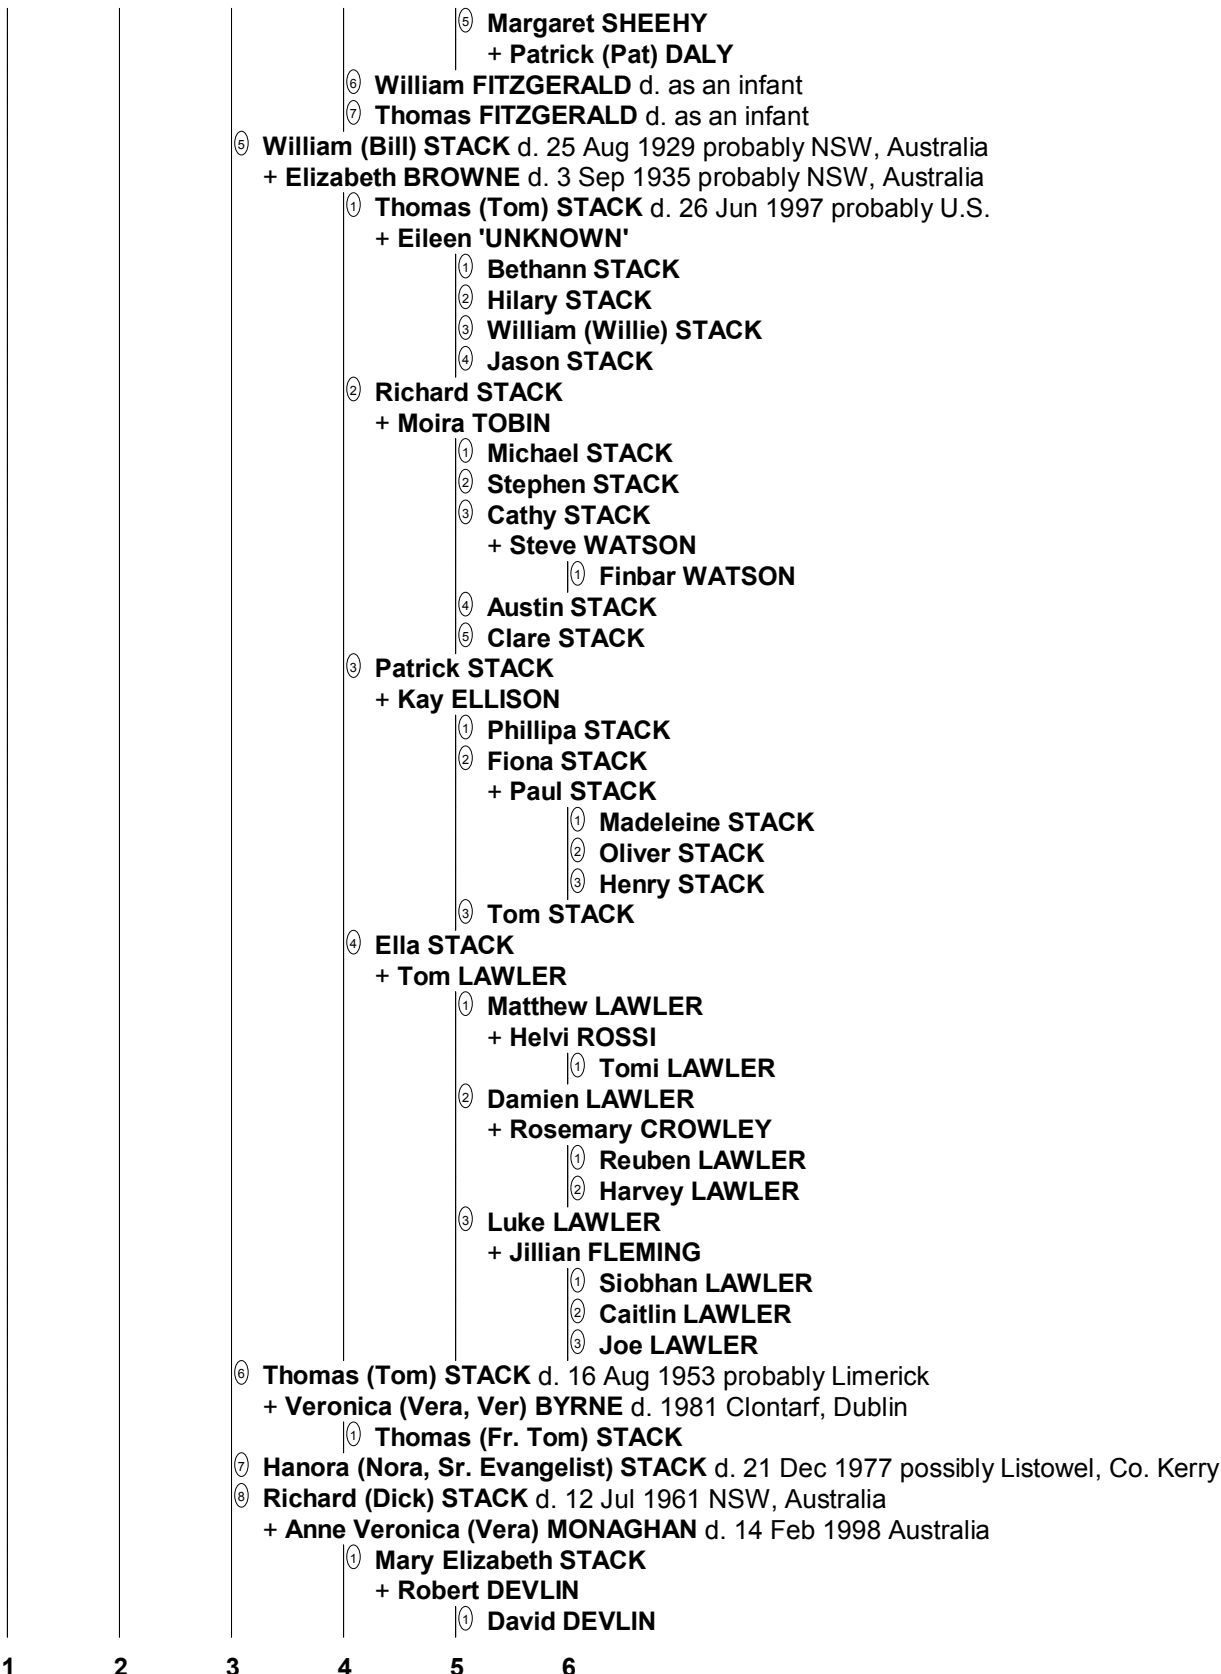 ⑤ Margaret SHEEHY
+ Patrick (Pat) DALY
⑥ William FITZGERALD d. as an infant
⑦ Thomas FITZGERALD d. as an infant
⑤ William (Bill) STACK d. 25 Aug 1929 probably NSW, Australia
+ Elizabeth BROWNE d. 3 Sep 1935 probably NSW, Australia
① Thomas (Tom) STACK d. 26 Jun 1997 probably U.S.
+ Eileen 'UNKNOWN'
① Bethann STACK
② Hilary STACK
③ William (Willie) STACK
④ Jason STACK
② Richard STACK
+ Moira TOBIN
① Michael STACK
② Stephen STACK
③ Cathy STACK
+ Steve WATSON
① Finbar WATSON
④ Austin STACK
⑤ Clare STACK
③ Patrick STACK
+ Kay ELLISON
① Phillipa STACK
② Fiona STACK
+ Paul STACK
① Madeleine STACK
② Oliver STACK
③ Henry STACK
③ Tom STACK
④ Ella STACK
+ Tom LAWLER
① Matthew LAWLER
+ Helvi ROSSI
① Tomi LAWLER
② Damien LAWLER
+ Rosemary CROWLEY
① Reuben LAWLER
② Harvey LAWLER
③ Luke LAWLER
+ Jillian FLEMING
① Siobhan LAWLER
② Caitlin LAWLER
③ Joe LAWLER
⑥ Thomas (Tom) STACK d. 16 Aug 1953 probably Limerick
+ Veronica (Vera, Ver) BYRNE d. 1981 Clontarf, Dublin
① Thomas (Fr. Tom) STACK
⑦ Hanora (Nora, Sr. Evangelist) STACK d. 21 Dec 1977 possibly Listowel, Co. Kerry
⑧ Richard (Dick) STACK d. 12 Jul 1961 NSW, Australia
+ Anne Veronica (Vera) MONAGHAN d. 14 Feb 1998 Australia
① Mary Elizabeth STACK
+ Robert DEVLIN
① David DEVLIN
1 2 3 4 5 6